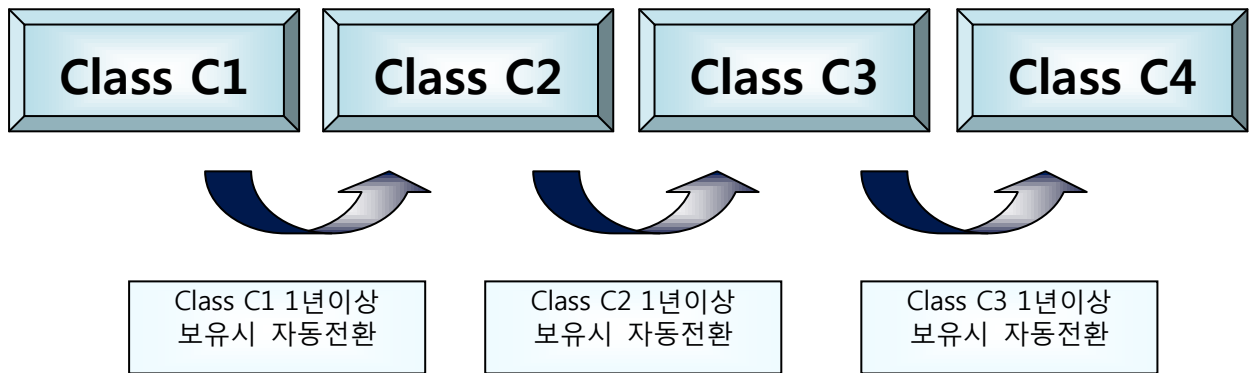 Class C1
Class C2
Class C3
Class C4
Class C1 1년이상
보유시 자동전환
Class C2 1년이상
보유시 자동전환
Class C3 1년이상
보유시 자동전환